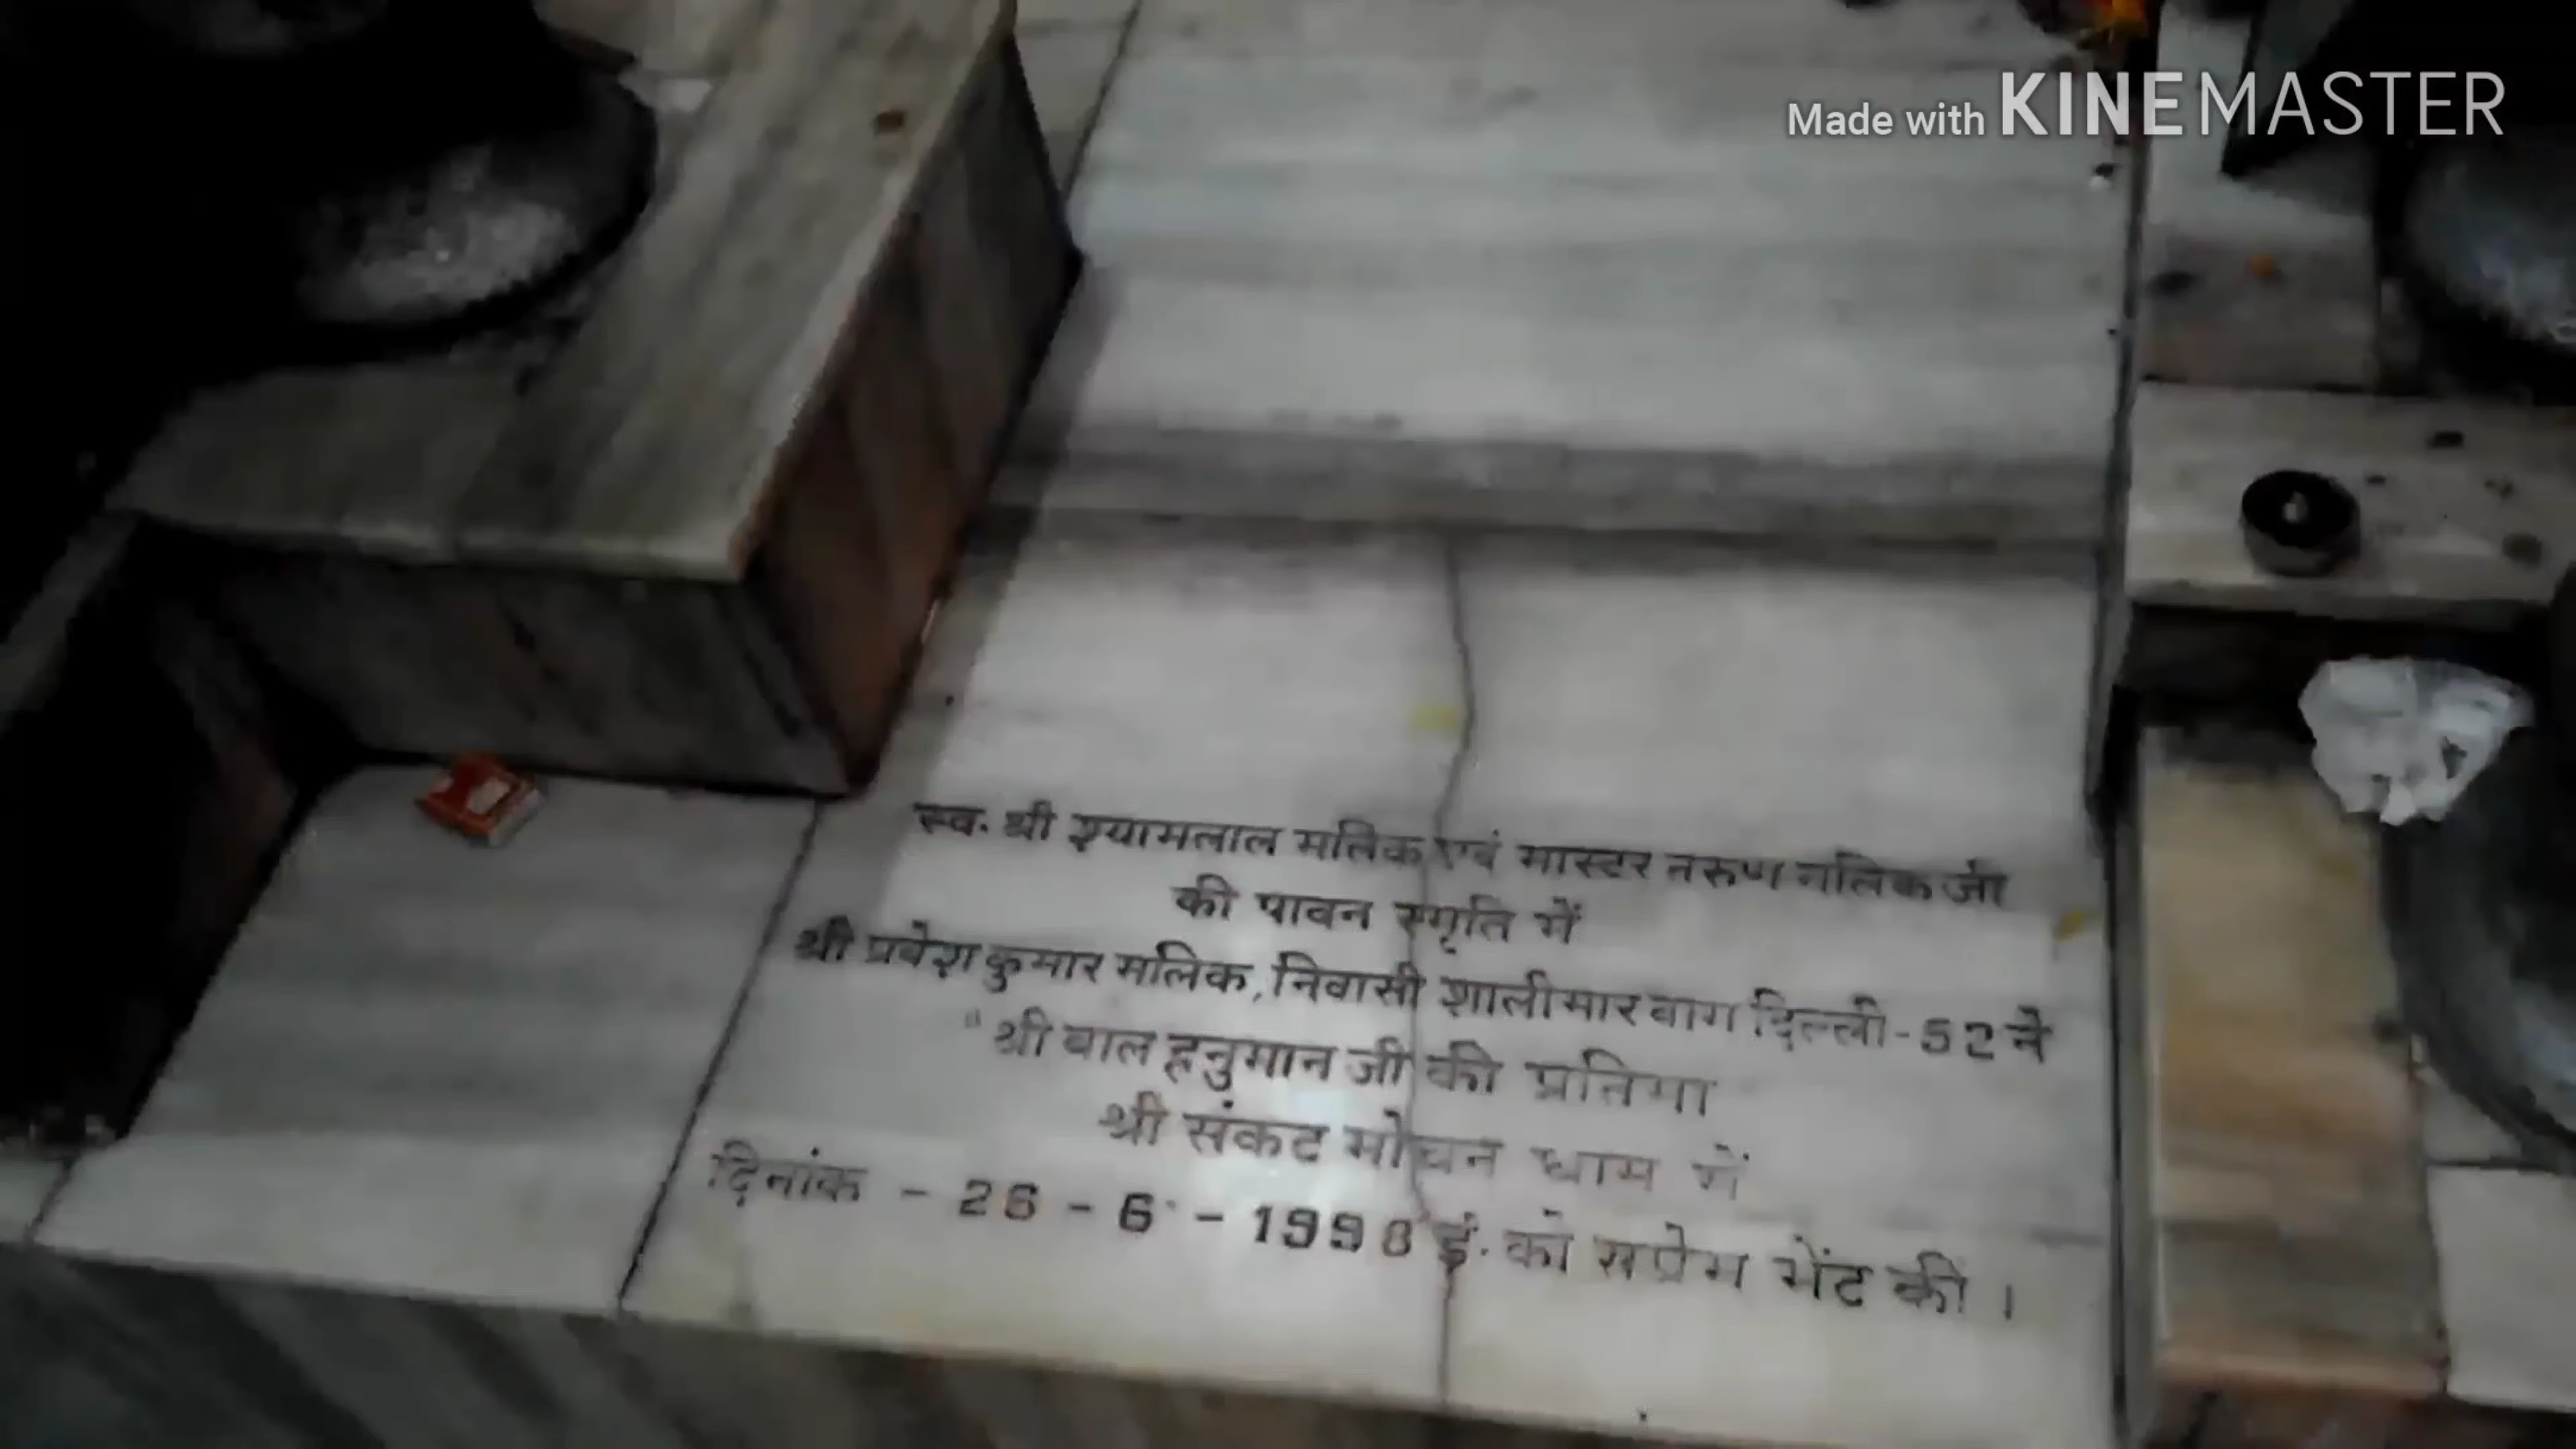 Made with KINEMASTER
स्व. श्री श्यामलाल मलिक एवं मास्टर तरुण मलिक जी
की पावन स्मृति में
श्री प्रवेश कुमार मलिक, निवासी शालीमार बाग दिल्ली-52 ने
"श्री बाल हनुमान जी की प्रतिमा
श्री संकट मोचन धाम में
दिनांक - 26 - 6 - 1998 ई. को सप्रेम भेंट की ।